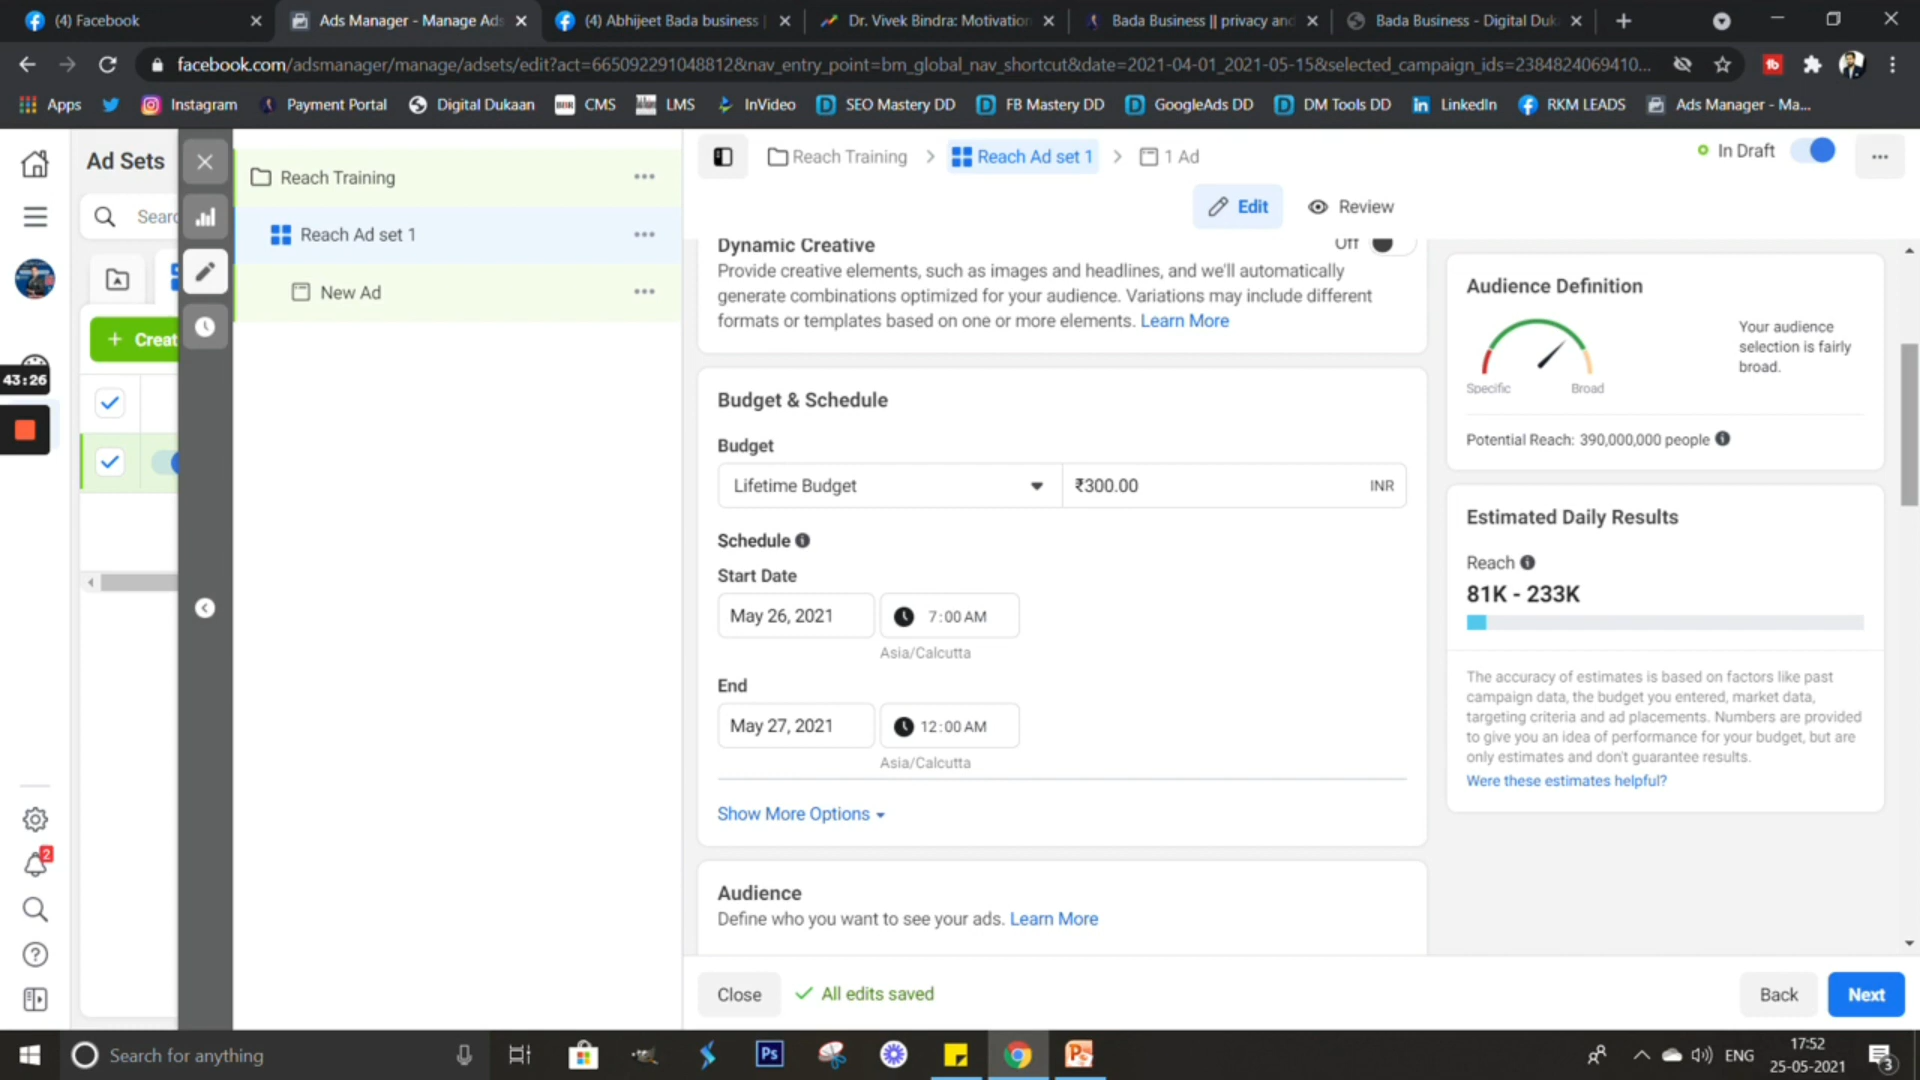 (4) Facebook
Ads Manager - Manage Ads
(4) Abhijeet Bada business
Dr. Vivek Bindra: Motivation
Bada Business || privacy and
Bada Business - Digital Duk
facebook.com/adsmanager/manage/adsets/edit?act=665092291048812&nav_entry_point=bm_global_nav_shortcut&date=2021-04-01_2021-05-15&selected_campaign_ids=2384824069410...
Apps
Instagram
Payment Portal
Digital Dukaan
CMS
LMS
InVideo
SEO Mastery DD
FB Mastery DD
GoogleAds DD
DM Tools DD
LinkedIn
RKM LEADS
Ads Manager - Ma...
Ad Sets
Searc
+ Creat
43:26
2
Reach Training
Reach Ad set 1
New Ad
Reach Training > Reach Ad set 1 > 1 Ad
In Draft
Edit
Review
Dynamic Creative
Off
Provide creative elements, such as images and headlines, and we'll automatically
generate combinations optimized for your audience. Variations may include different
formats or templates based on one or more elements. Learn More
Budget & Schedule
Budget
Lifetime Budget
₹300.00
INR
Schedule
Start Date
May 26, 2021
7:00 AM
Asia/Calcutta
End
May 27, 2021
12:00 AM
Asia/Calcutta
Show More Options
Audience
Define who you want to see your ads. Learn More
Audience Definition
Your audience
selection is fairly
broad.
Specific
Broad
Potential Reach: 390,000,000 people
Estimated Daily Results
Reach
81K - 233K
The accuracy of estimates is based on factors like past
campaign data, the budget you entered, market data,
targeting criteria and ad placements. Numbers are provided
to give you an idea of performance for your budget, but are
only estimates and don't guarantee results.
Were these estimates helpful?
Close
All edits saved
Back
Next
Search for anything
Ps
ENG
17:52
25-05-2021
3